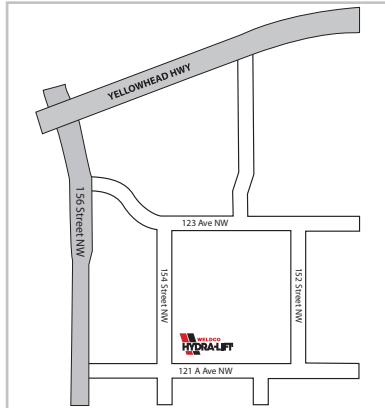 YELLOWHEAD HWY
156 Street NW
123 Ave NW
154 Street NW
152 Street NW
WELDCO
HYDRA-LIFT
121 A Ave NW